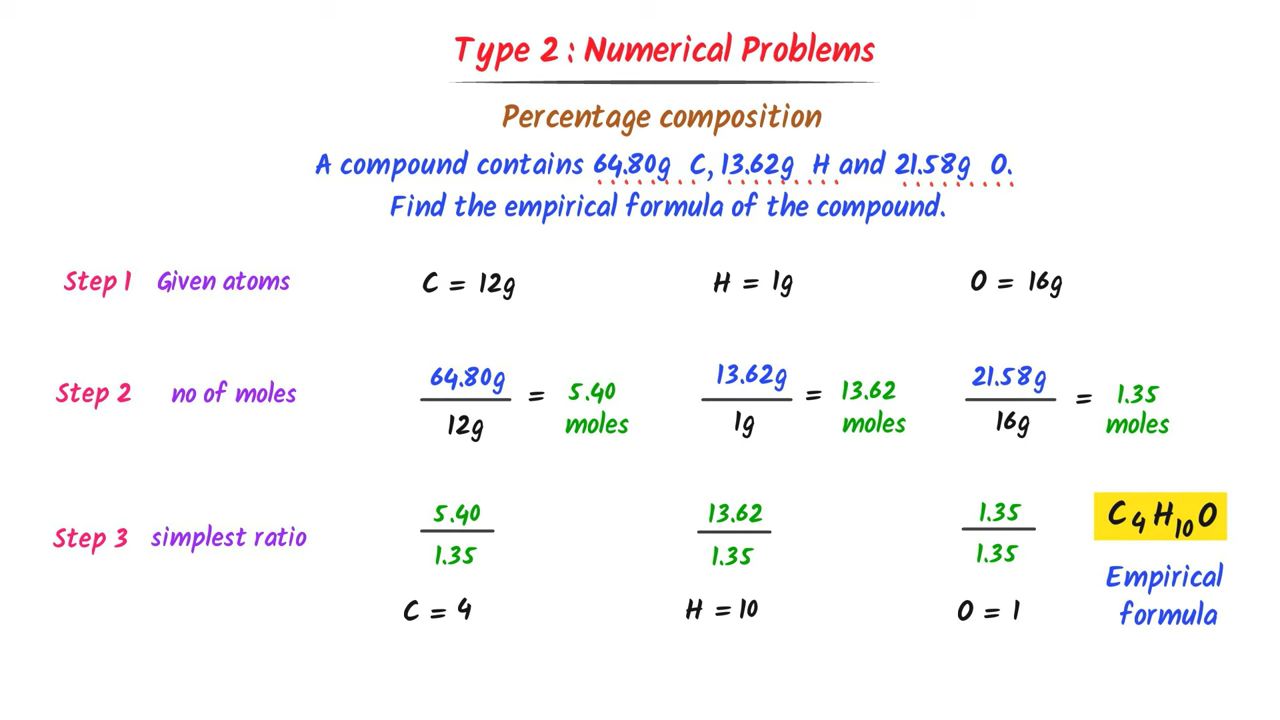 Type 2 : Numerical Problems
Percentage composition
A compound contains 64.80g C, 13.62g H and 21.58g O.
Find the empirical formula of the compound.
Step 1 Given atoms C = 12g H = 1g O = 16g
Step 2 no of moles 64.80g / 12g = 5.40 moles 13.62g / 1g = 13.62 moles 21.58g / 16g = 1.35 moles
Step 3 simplest ratio 5.40 / 1.35 13.62 / 1.35 1.35 / 1.35
C = 4 H = 10 O = 1
C₄H₁₀O
Empirical
formula